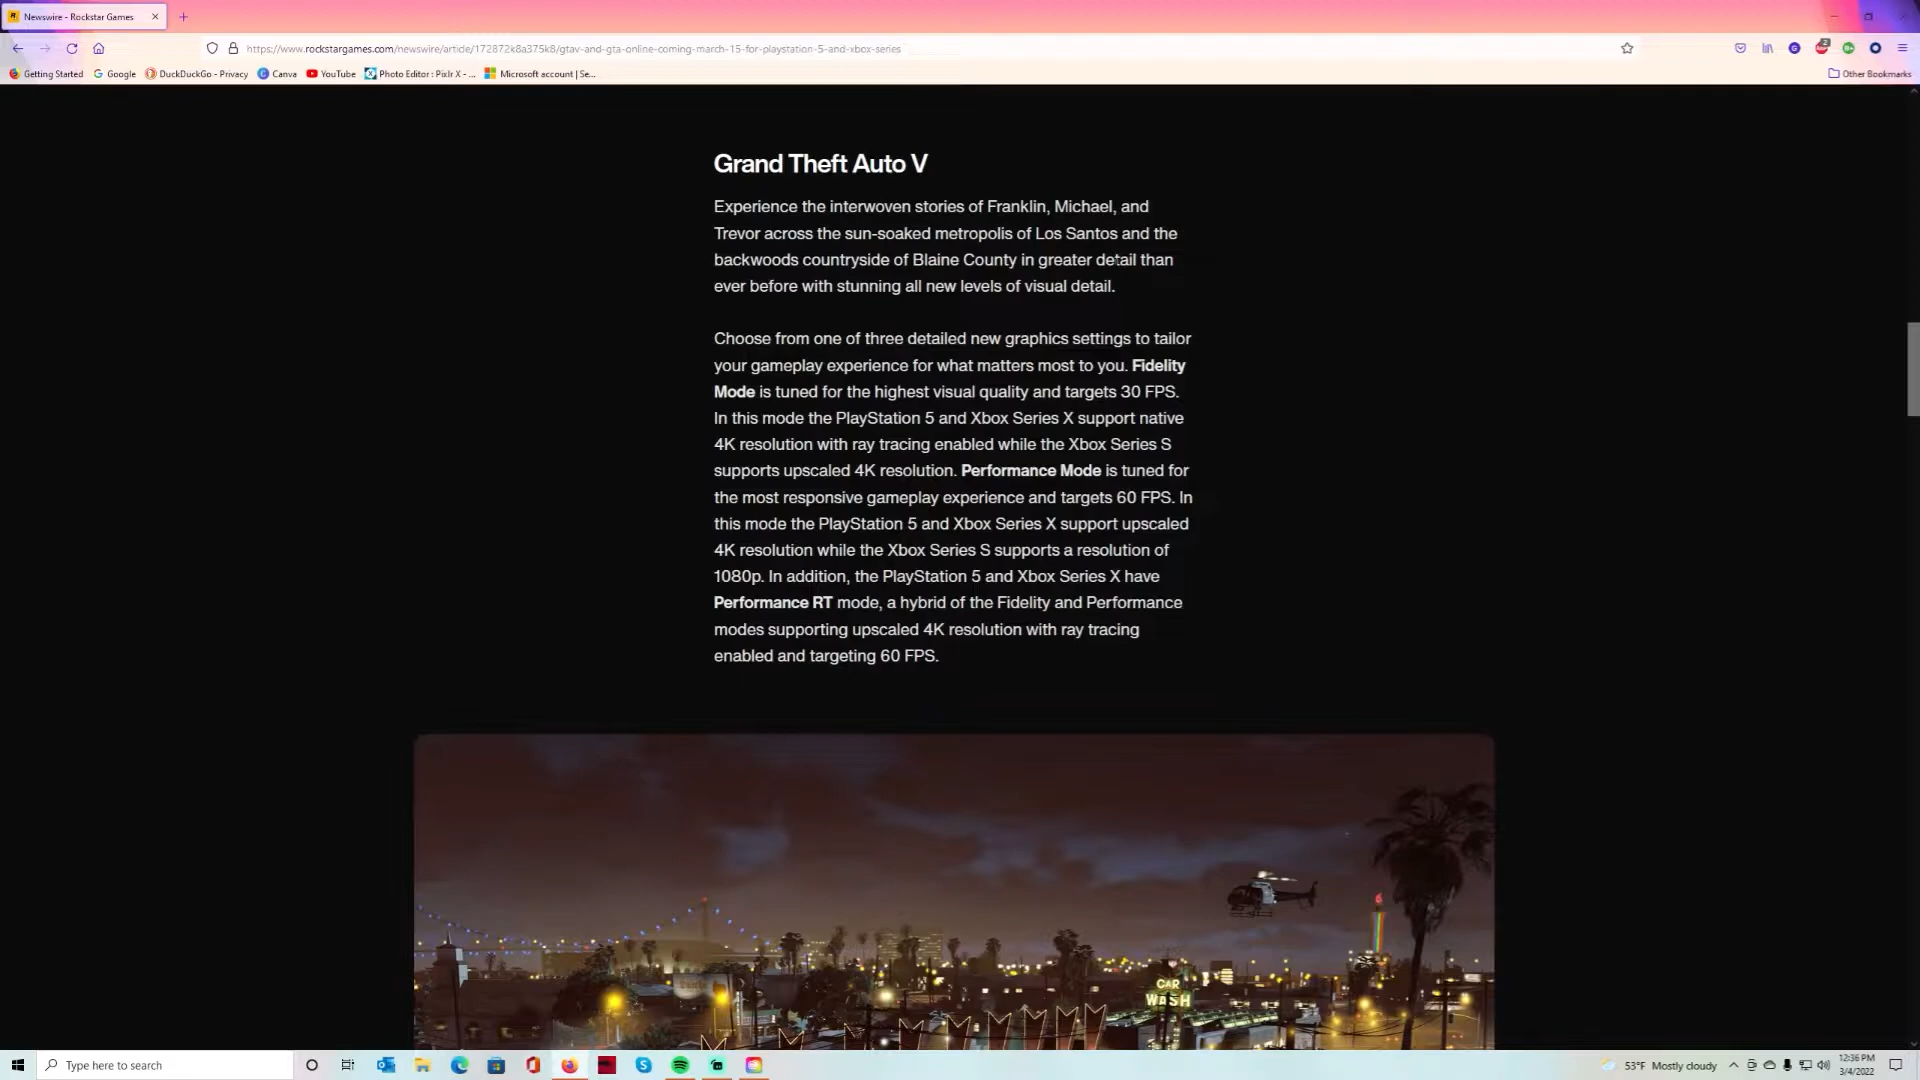 Newswire - Rockstar Games
https://www.rockstargames.com/newswire/article/172872k8a375k8/gtav-and-gta-online-coming-march-15-for-playstation-5-and-xbox-series
Getting Started Google DuckDuckGo - Privacy Canva YouTube Photo Editor : Pixlr X - ... Microsoft account | Se... Other Bookmarks
Grand Theft Auto V
Experience the interwoven stories of Franklin, Michael, and
Trevor across the sun-soaked metropolis of Los Santos and the
backwoods countryside of Blaine County in greater detail than
ever before with stunning all new levels of visual detail.
Choose from one of three detailed new graphics settings to tailor
your gameplay experience for what matters most to you. Fidelity
Mode is tuned for the highest visual quality and targets 30 FPS.
In this mode the PlayStation 5 and Xbox Series X support native
4K resolution with ray tracing enabled while the Xbox Series S
supports upscaled 4K resolution. Performance Mode is tuned for
the most responsive gameplay experience and targets 60 FPS. In
this mode the PlayStation 5 and Xbox Series X support upscaled
4K resolution while the Xbox Series S supports a resolution of
1080p. In addition, the PlayStation 5 and Xbox Series X have
Performance RT mode, a hybrid of the Fidelity and Performance
modes supporting upscaled 4K resolution with ray tracing
enabled and targeting 60 FPS.
CAR
WASH
Type here to search
53°F Mostly cloudy
12:36 PM
3/4/2022